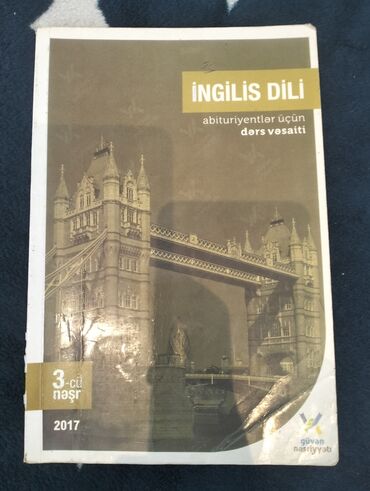 İNGİLİS DİLİ
abituriyentlər üçün
dərs vəsaiti
3-cü
nəşr
2017
güvən
nəşriyyatı